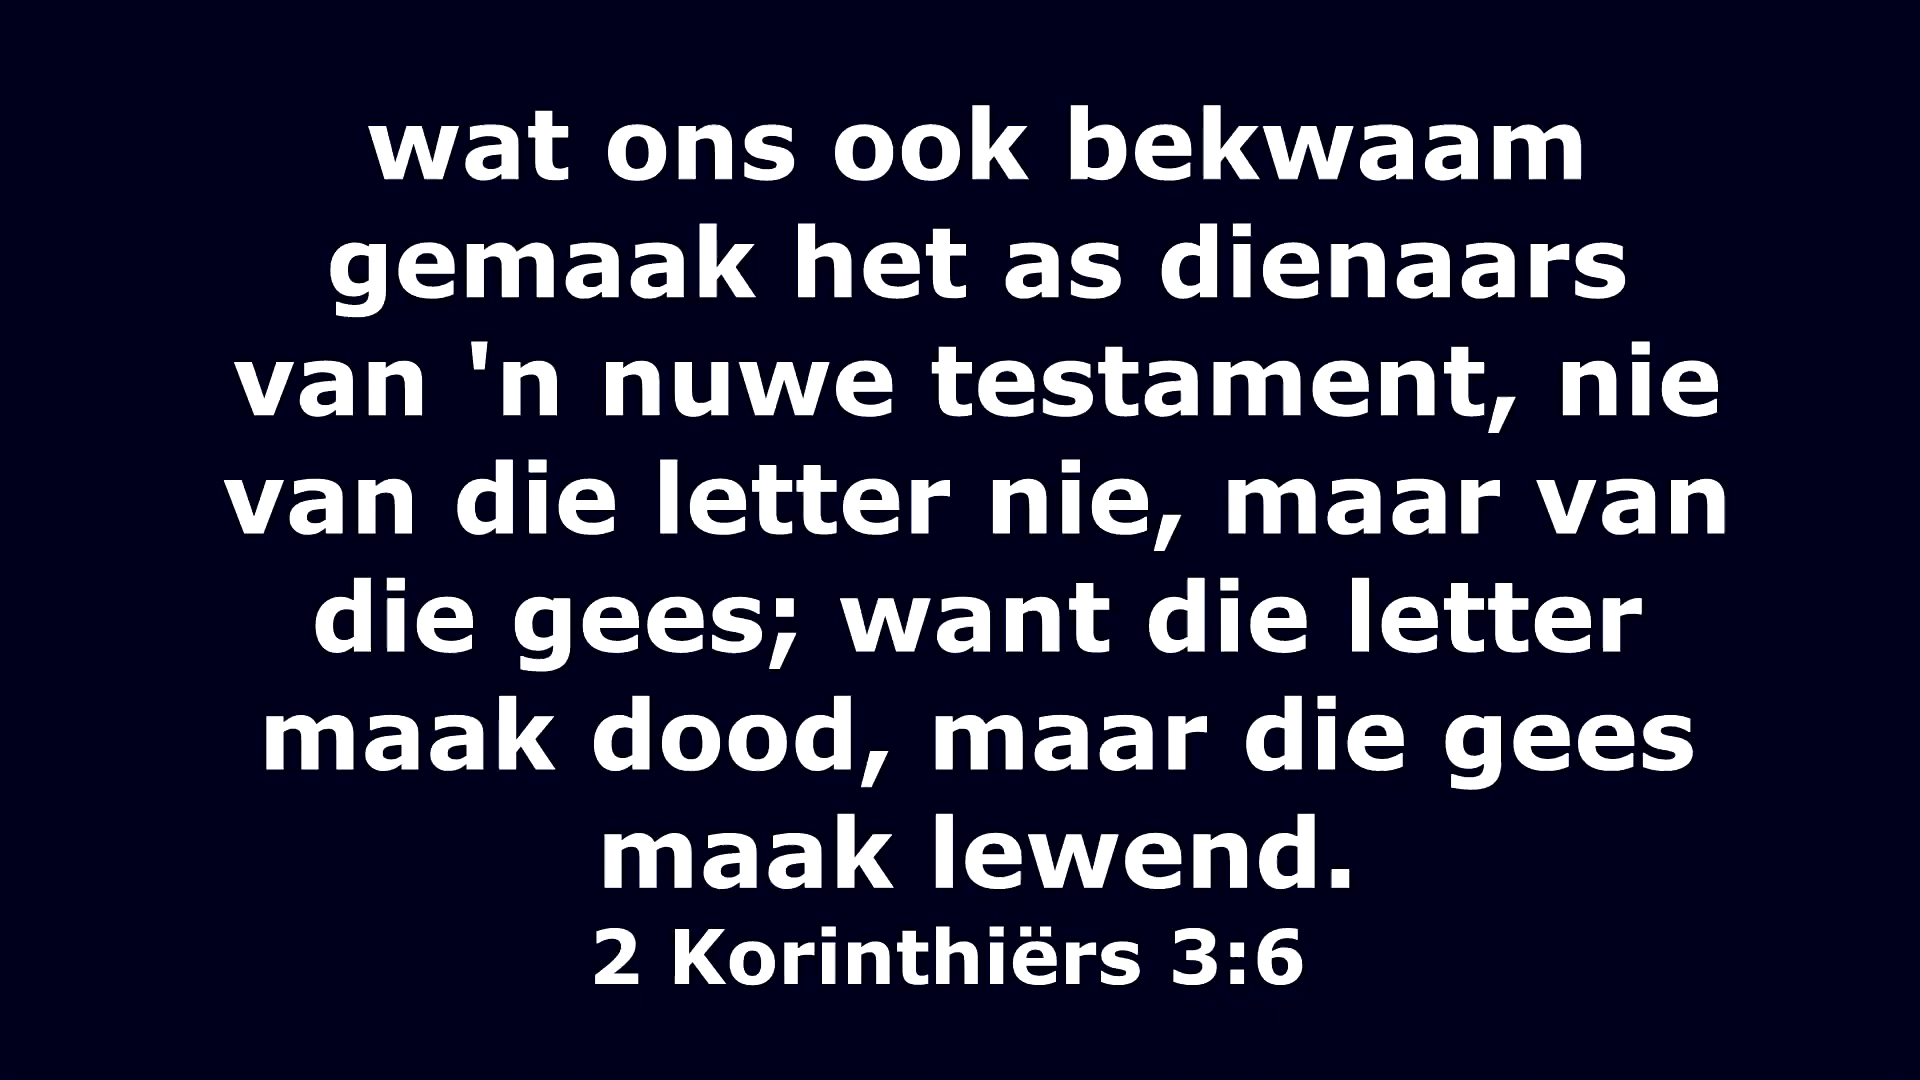 wat ons ook bekwaam
gemaak het as dienaars
van 'n nuwe testament, nie
van die letter nie, maar van
die gees; want die letter
maak dood, maar die gees
maak lewend.
2 Korinthiërs 3:6